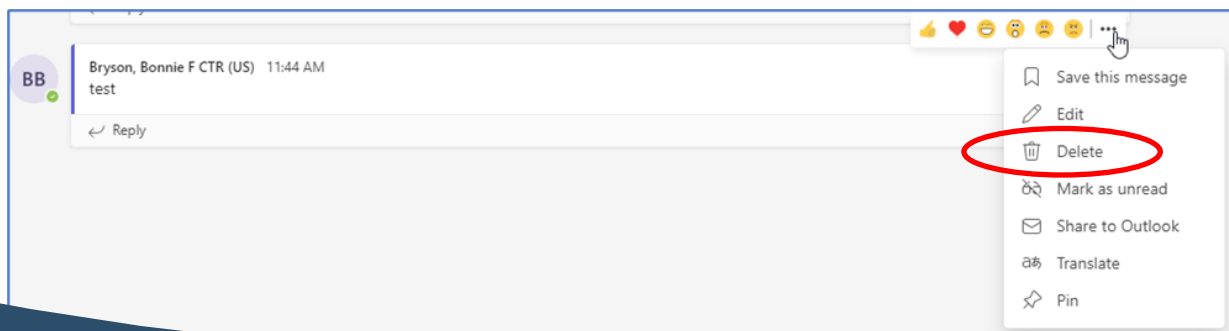 BB
Bryson, Bonnie F CTR (US) 11:44 AM
test
Reply
Save this message
Edit
Delete
Mark as unread
Share to Outlook
Translate
Pin